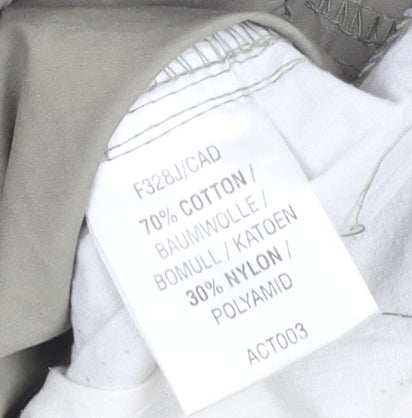 F328J/CAD
70% COTTON/
BAUMWOLLE /
BOMULL / KATOEN
30% NYLON /
POLYAMID
ACT003